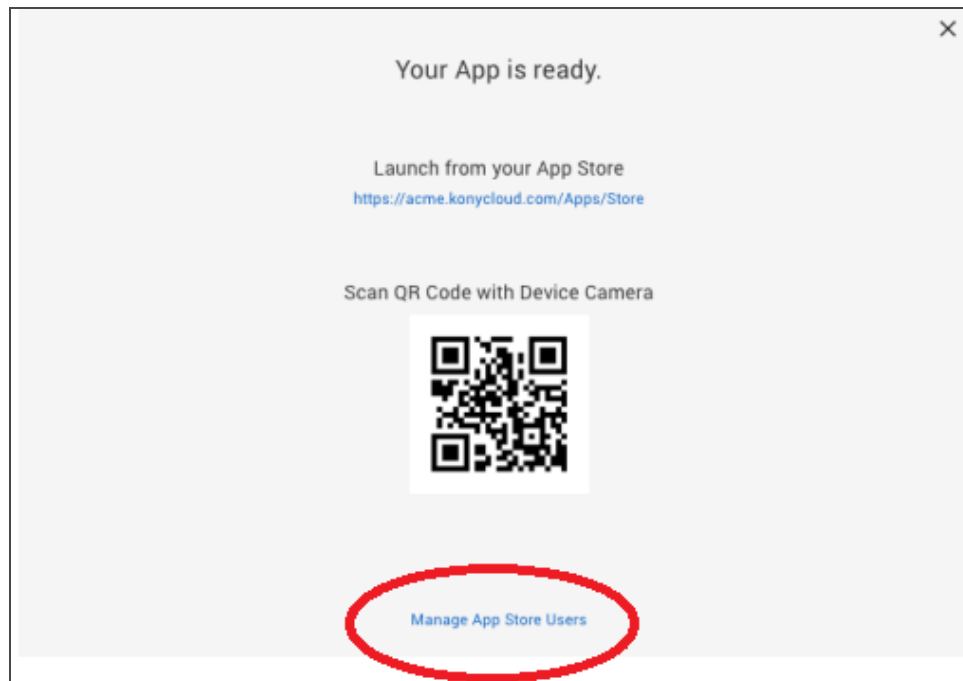 Your App is ready.
Launch from your App Store
https://acme.konycloud.com/Apps/Store
Scan QR Code with Device Camera
Manage App Store Users